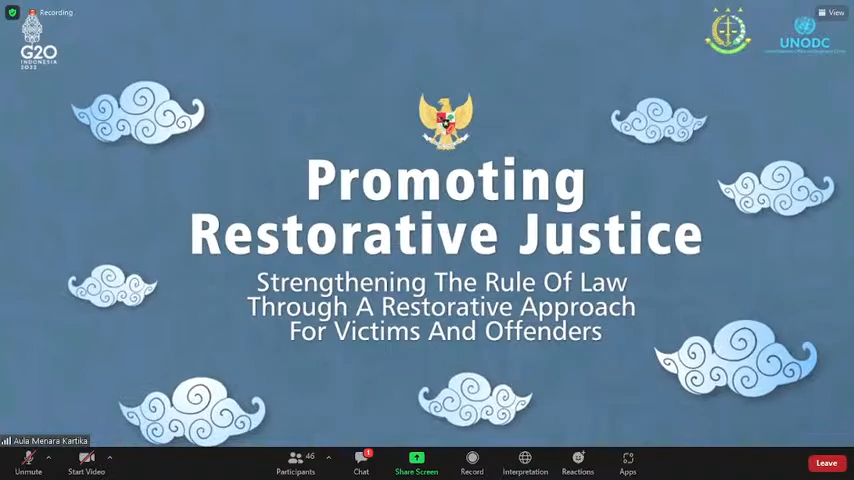 Recording
View
G20
INDONESIA
2022
UNODC
Promoting
Restorative Justice
Strengthening The Rule Of Law
Through A Restorative Approach
For Victims And Offenders
Aula Menara Kartika
Unmute
Start Video
46
Participants
1
Chat
Share Screen
Record
Interpretation
Reactions
Apps
Leave